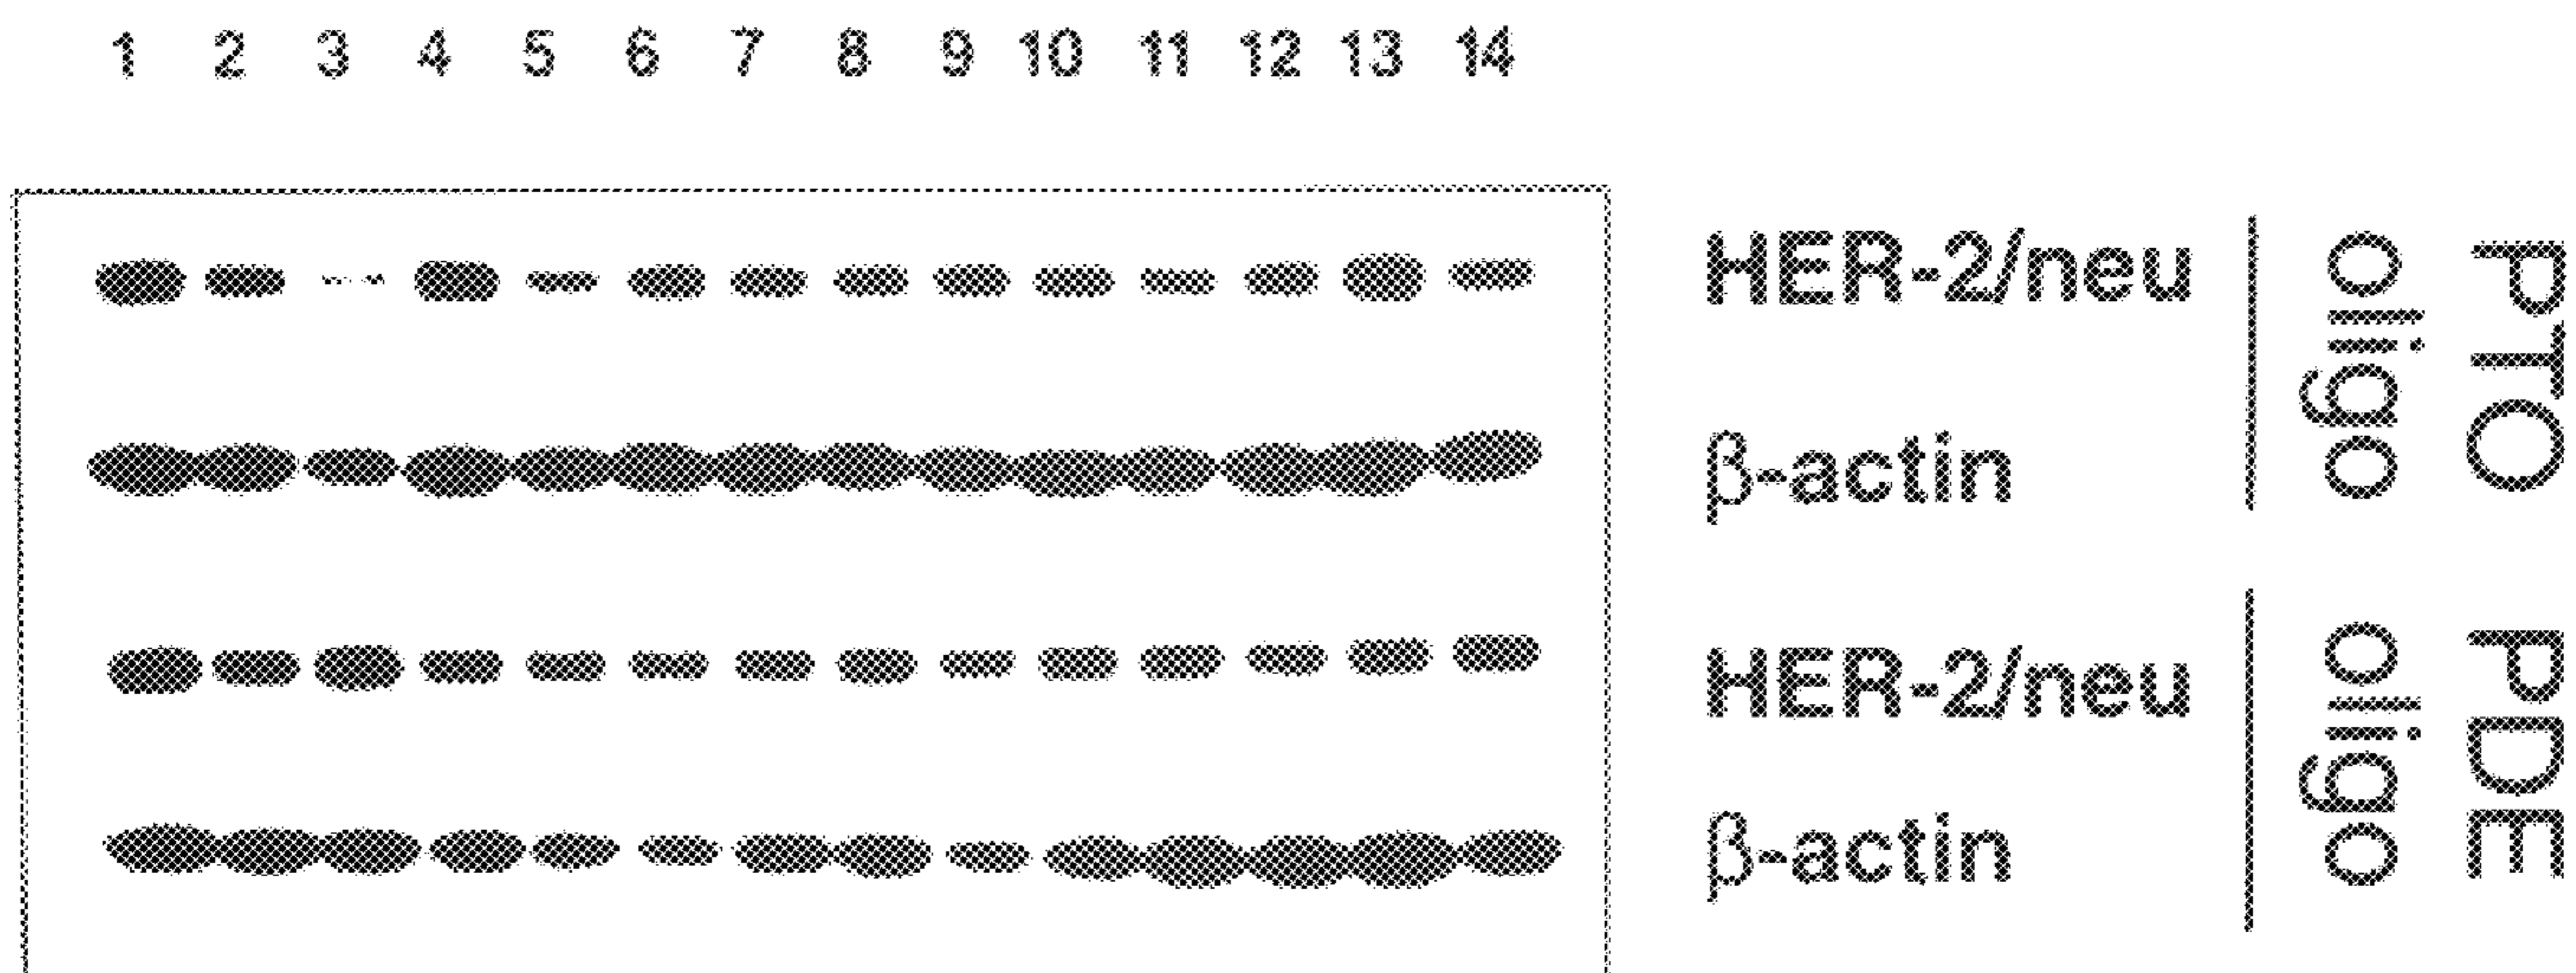 1 2 3 4 5 6 7 8 9 10 11 12 13 14
HER-2/neu
β-actin
PTO
oligo
HER-2/neu
β-actin
PDE
oligo